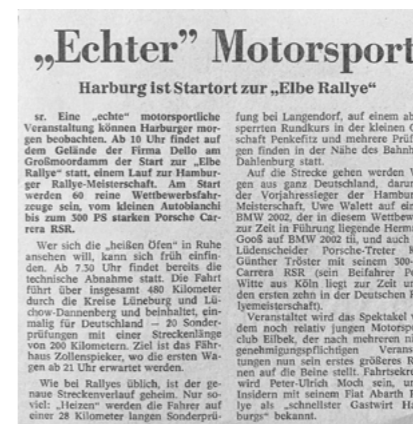 „Echter” Motorsport
Harburg ist Startort zur „Elbe Rallye“
sr. Eine „echte“ motorsportliche
Veranstaltung können Harburger mor-
gen beobachten. Ab 10 Uhr findet auf
dem Gelände der Firma Dello am
Großmoordamm der Start zur „Elbe
Rallye“ statt, einem Lauf zur Hambur-
ger Rallye-Meisterschaft. Am Start
werden 60 reine Wettbewerbsfahr-
zeuge sein, vom kleinen Autobianchi
bis zum 300 PS starken Porsche Car-
rera RSR.
Wer sich die „heißen Öfen“ in Ruhe
ansehen will, kann sich früh einfin-
den. Ab 7.30 Uhr findet bereits die
technische Abnahme statt. Die Fahrt
führt über insgesamt 480 Kilometer
durch die Kreise Lüneburg und Lü-
chow-Dannenberg und beinhaltet, ein-
malig für Deutschland — 20 Sonder-
prüfungen mit einer Streckenlänge
von 200 Kilometern. Ziel ist das Fähr-
haus Zollenspieker, wo die ersten Wa-
gen ab 21 Uhr erwartet werden.
Wie bei Rallyes üblich, ist der ge-
naue Streckenverlauf geheim. Nur so-
viel: „Heizen“ werden die Fahrer auf
einer 28 Kilometer langen Sonderprü-
fung bei Langendorf, auf einem ab
sperrten Rundkurs in der kleinen O
schaft Penkefitz und mehrere Prüf
gen finden in der Nähe des Bahnh
Dahlenburg statt.
Auf die Strecke gehen werden W
gen aus ganz Deutschland, darun
der Vorjahressieger der Hambur
Meisterschaft, Uwe Walett auf ein
BMW 2002, der in diesem Wettbew
zur Zeit in Führung liegende Herm
Gooß auf BMW 2002 tii, und auch
Lüdenscheider Porsche-Treter K
Günther Tröster mit seinem 300-
Carrera RSR (sein Beifahrer Pe
Witte aus Köln liegt zur Zeit un
den ersten zehn in der Deutschen R
lyemeisterschaft).
Veranstaltet wird das Spektakel v
dem noch relativ jungen Motorspo
club Eilbek, der nach mehreren ni
genehmigungspflichtigen Verans
tungen nun sein erstes größeres R
nen auf die Beine stellt. Fahrtsekre
wird Peter-Ulrich Moch sein, un
Insidern mit seinem Fiat Abarth R
lye als „schnellster Gastwirt Ha
burgs“ bekannt.